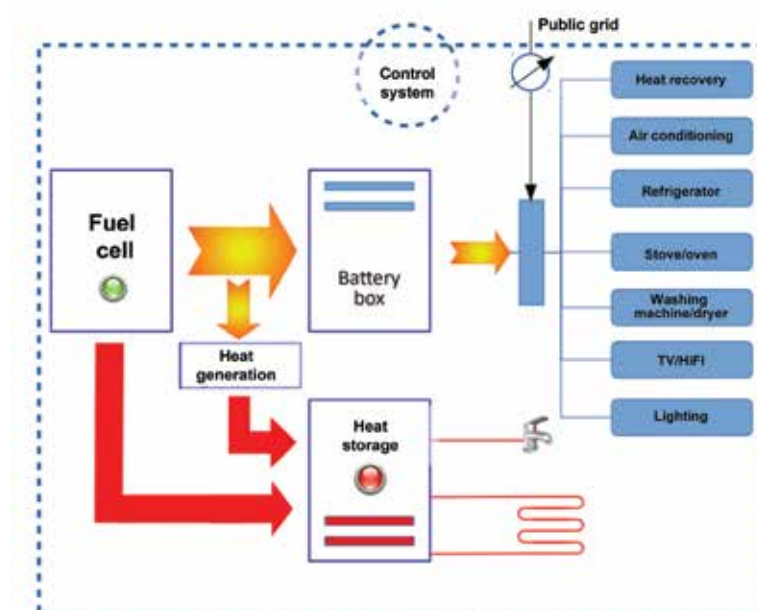 Public grid
Control
system
Heat recovery
Air conditioning
Refrigerator
Stove/oven
Washing
machine/dryer
TV/HiFi
Lighting
Fuel
cell
Battery
box
Heat
generation
Heat
storage